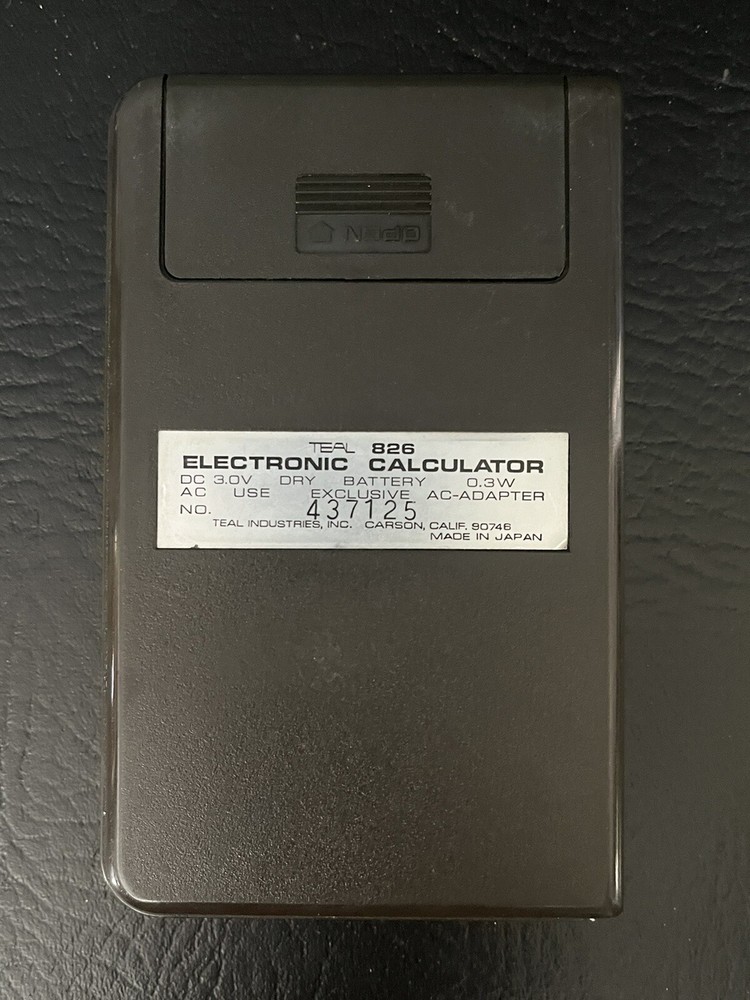 OPEN
TEAL 826
ELECTRONIC CALCULATOR
DC 3.0V DRY BATTERY 0.3W
AC USE EXCLUSIVE AC-ADAPTER
NO. 437125
TEAL INDUSTRIES, INC. CARSON, CALIF. 90746
MADE IN JAPAN